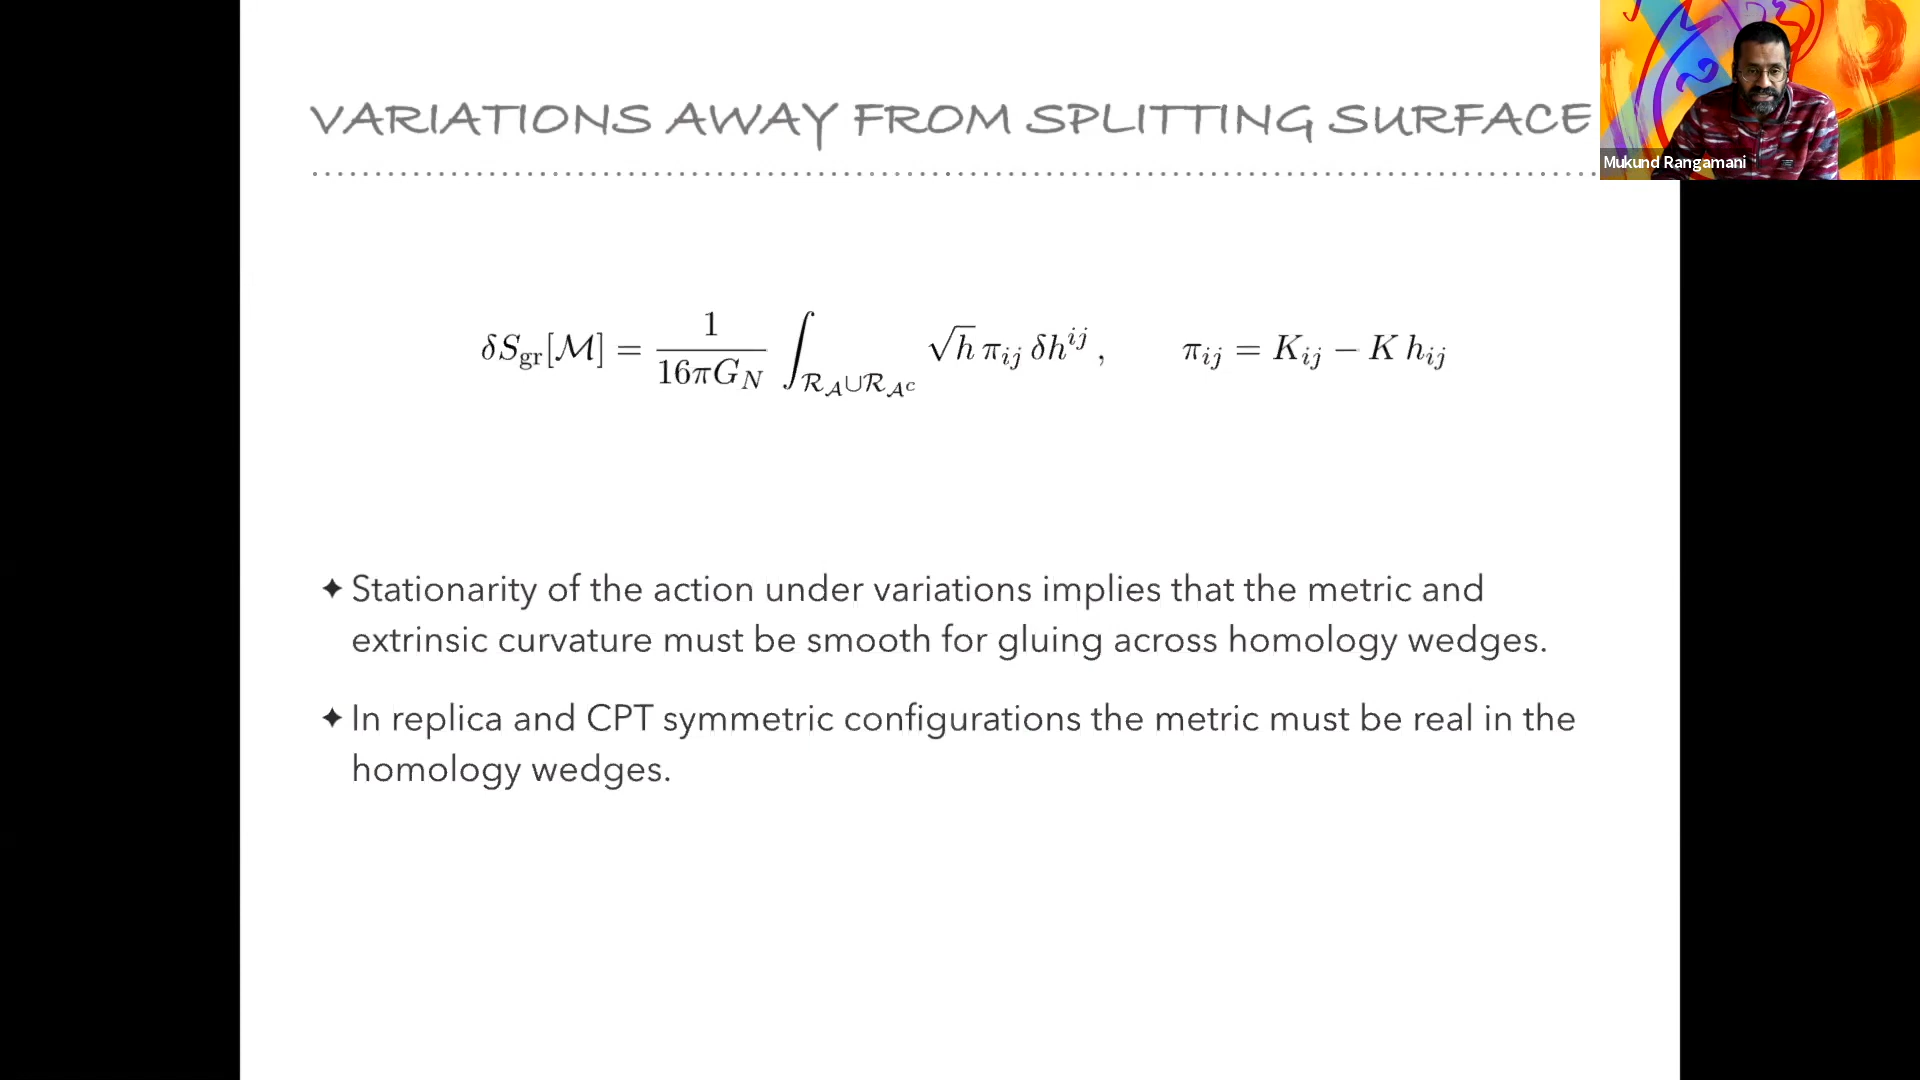 VARIATIONS AWAY FROM SPLITTING SURFACE
Mukund Rangamani
δS_gr[ℳ] = 1/(16πG_N) ∫_{ℛ_𝒜∪ℛ_{𝒜^c}} √h π_ij δh^ij , π_ij = K_ij − K h_ij
✦ Stationarity of the action under variations implies that the metric and
extrinsic curvature must be smooth for gluing across homology wedges.
✦ In replica and CPT symmetric configurations the metric must be real in the
homology wedges.